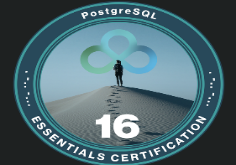 PostgreSQL
16
ESSENTIALS CERTIFICATION